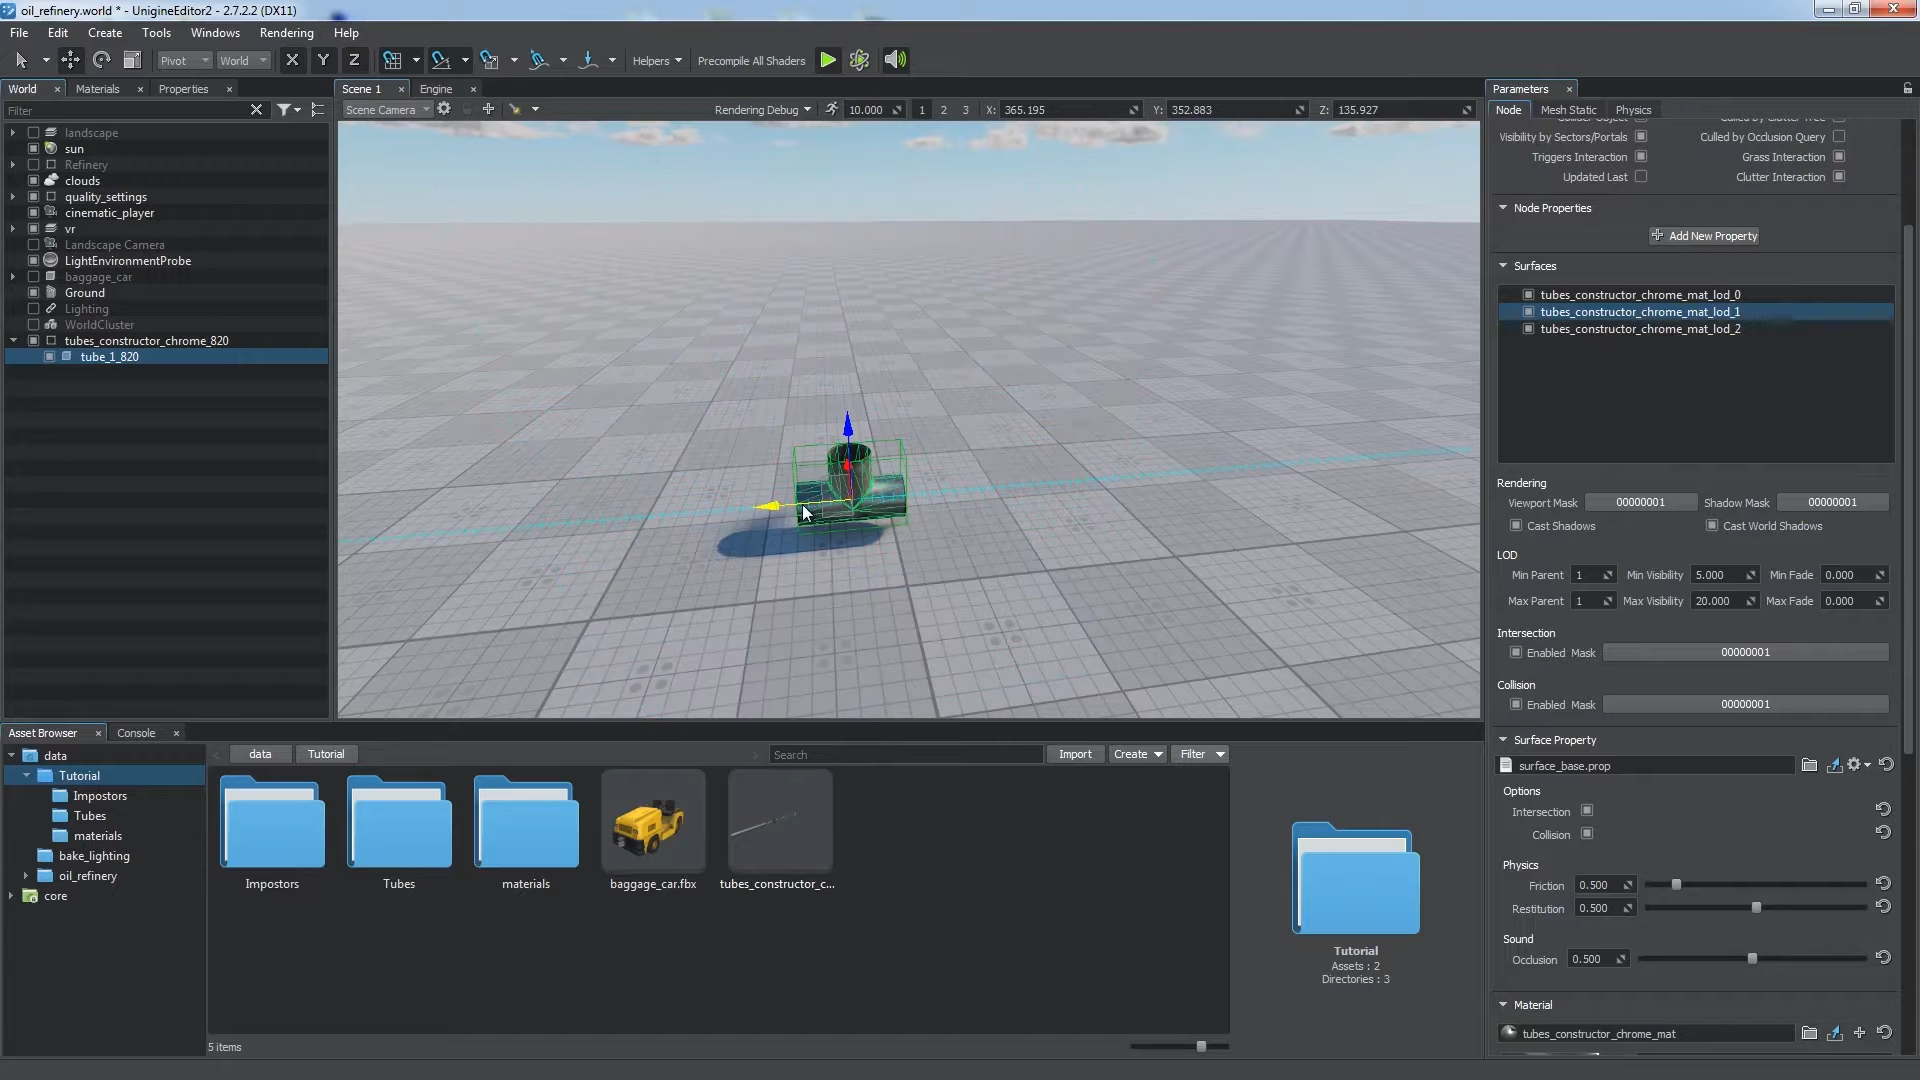 oil_refinery.world * - UnigineEditor2 - 2.7.2.2 (DX11)
File Edit Create Tools Windows Rendering Help
Pivot World X Y Z Helpers Precompile All Shaders
World Materials Properties
Filter
landscape
sun
Refinery
clouds
quality_settings
cinematic_player
vr
Landscape Camera
LightEnvironmentProbe
baggage_car
Ground
Lighting
WorldCluster
tubes_constructor_chrome_820
tube_1_820
Scene 1 Engine
Scene Camera Rendering Debug 10.000 1 2 3 X: 365.195 Y: 352.883 Z: 135.927
Parameters
Node Mesh Static Physics
Visibility by Sectors/Portals Culled by Occlusion Query
Triggers Interaction Grass Interaction
Updated Last Clutter Interaction
Node Properties
Add New Property
Surfaces
tubes_constructor_chrome_mat_lod_0
tubes_constructor_chrome_mat_lod_1
tubes_constructor_chrome_mat_lod_2
Rendering
Viewport Mask 00000001 Shadow Mask 00000001
Cast Shadows Cast World Shadows
LOD
Min Parent 1 Min Visibility 5.000 Min Fade 0.000
Max Parent 1 Max Visibility 20.000 Max Fade 0.000
Intersection
Enabled Mask 00000001
Collision
Enabled Mask 00000001
Surface Property
surface_base.prop
Options
Intersection
Collision
Physics
Friction 0.500
Restitution 0.500
Sound
Occlusion 0.500
Material
tubes_constructor_chrome_mat
Asset Browser Console
data
Tutorial
Impostors
Tubes
materials
bake_lighting
oil_refinery
core
data Tutorial Search Import Create Filter
Impostors Tubes materials baggage_car.fbx tubes_constructor_c...
Tutorial
Assets : 2
Directories : 3
5 items